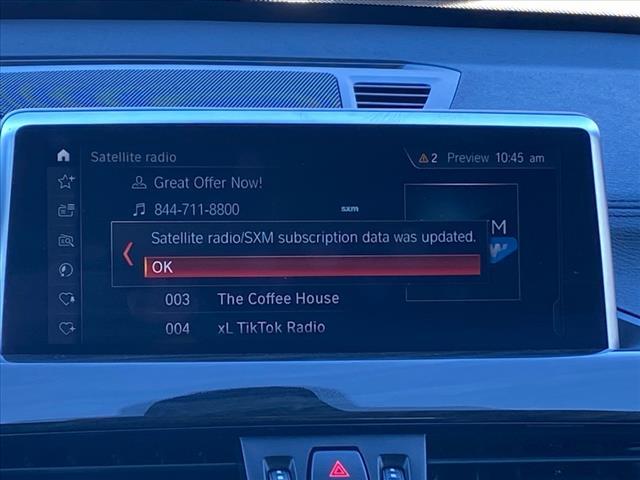 Satellite radio
2 Preview 10:45 am
Great Offer Now!
844-711-8800
sxm
M
Satellite radio/SXM subscription data was updated.
OK
003 The Coffee House
004 xL TikTok Radio